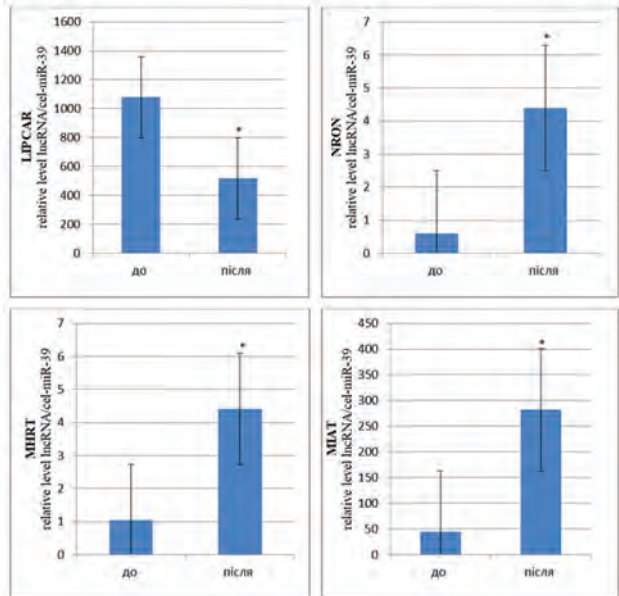 LIPCAR
relative level lncRNA/cel-miR-39
1600
1400
1200
1000
800
600
400
200
0
*
до
після
NRON
relative level lncRNA/cel-miR-39
7
6
5
4
3
2
1
0
*
до
після
MHRT
relative level lncRNA/cel-miR-39
7
6
5
4
3
2
1
0
*
до
після
MIAT
relative level lncRNA/cel-miR-39
450
400
350
300
250
200
150
100
50
0
*
до
після